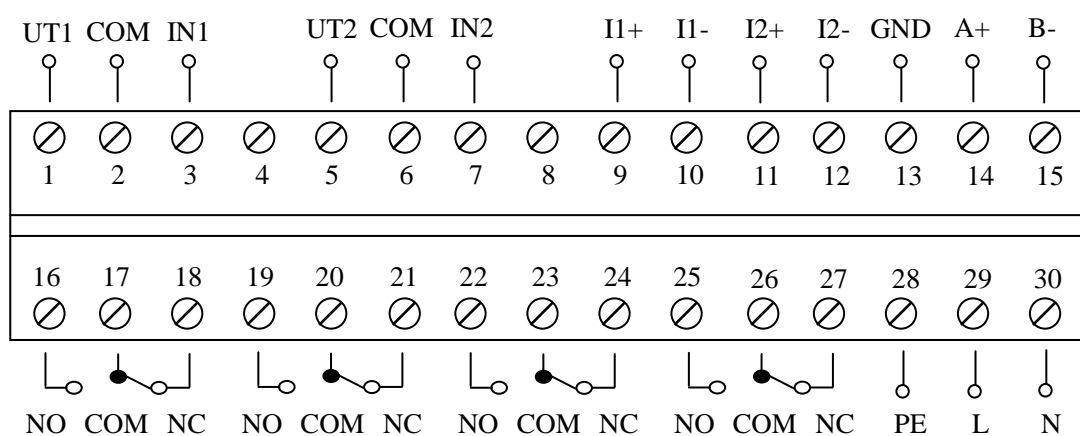 UT1 COM IN1 UT2 COM IN2 I1+ I1- I2+ I2- GND A+ B-
1 2 3 4 5 6 7 8 9 10 11 12 13 14 15
16 17 18 19 20 21 22 23 24 25 26 27 28 29 30
NO COM NC NO COM NC NO COM NC NO COM NC PE L N